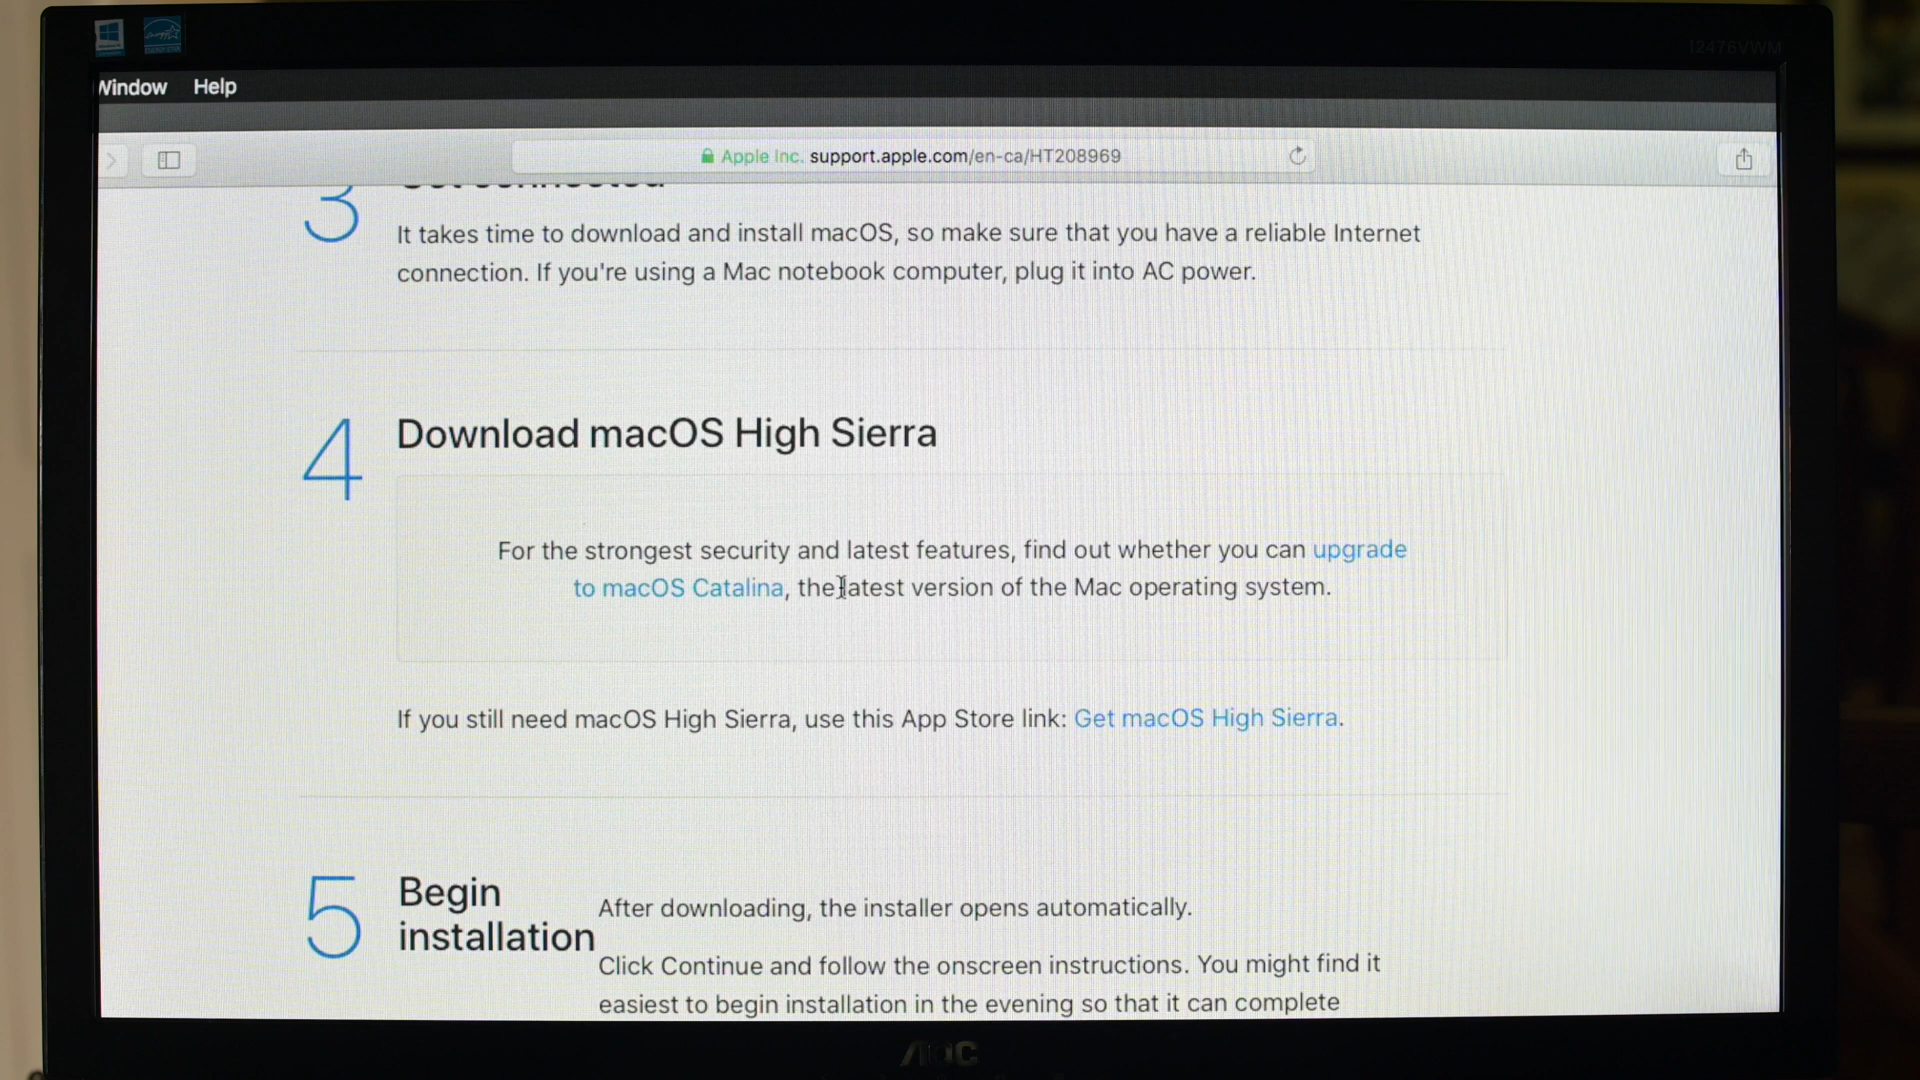 I2476VWM
Window Help
Apple Inc. support.apple.com/en-ca/HT208969
3 Get connected
It takes time to download and install macOS, so make sure that you have a reliable Internet
connection. If you're using a Mac notebook computer, plug it into AC power.
4 Download macOS High Sierra
For the strongest security and latest features, find out whether you can upgrade
to macOS Catalina, the latest version of the Mac operating system.
If you still need macOS High Sierra, use this App Store link: Get macOS High Sierra.
5 Begin
installation
After downloading, the installer opens automatically.
Click Continue and follow the onscreen instructions. You might find it
easiest to begin installation in the evening so that it can complete
AOC